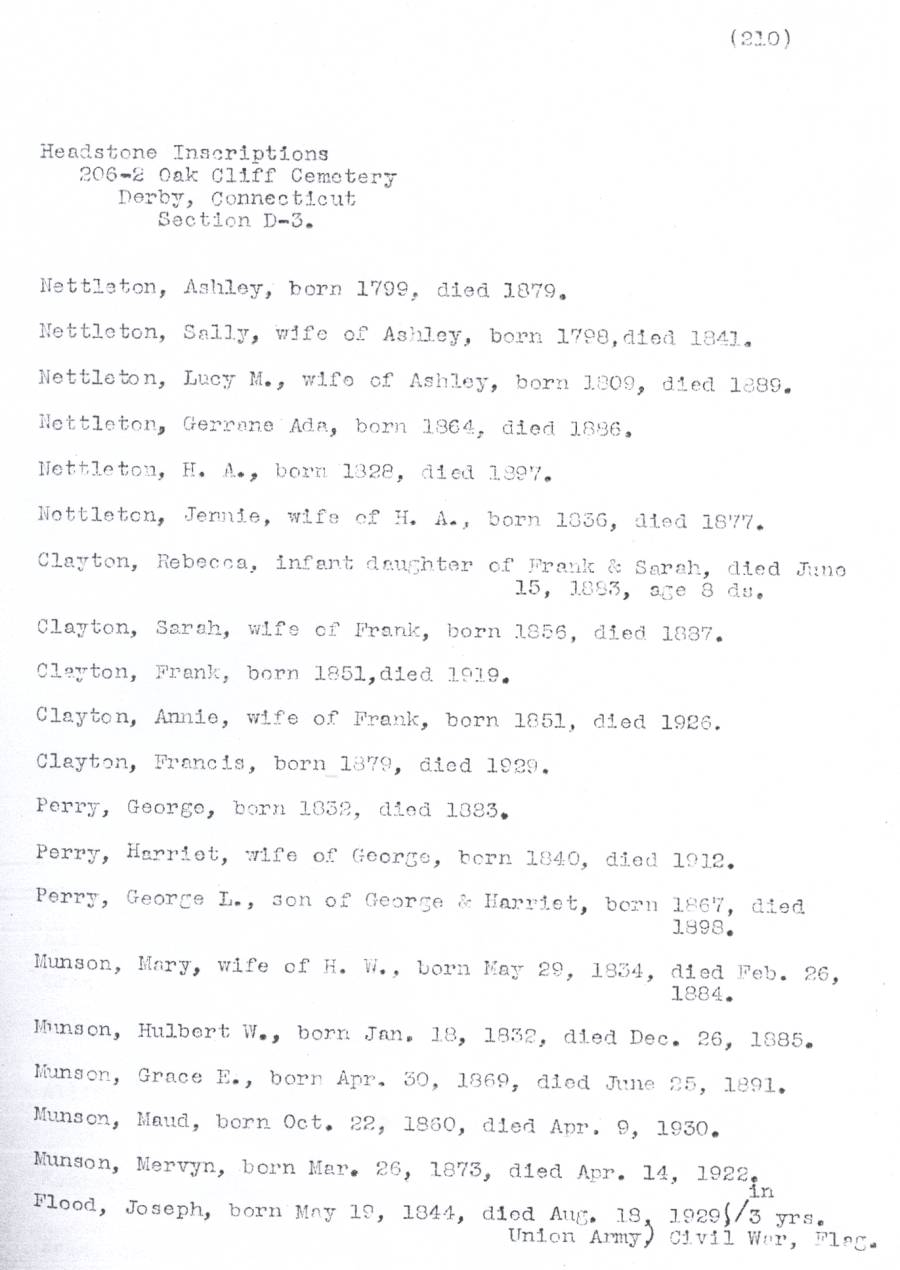 (210)
Headstone Inscriptions
206-2 Oak Cliff Cemetery
Derby, Connecticut
Section D-3.
Nettleton, Ashley, born 1799, died 1879.
Nettleton, Sally, wife of Ashley, born 1798,died 1841.
Nettleton, Lucy M., wife of Ashley, born 1809, died 1889.
Nettleton, Gerrane Ada, born 1864, died 1886.
Nettleton, H. A., born 1828, died 1897.
Nettleton, Jennie, wife of H. A., born 1836, died 1877.
Clayton, Rebecca, infant daughter of Frank & Sarah, died June
15, 1883, age 8 ds.
Clayton, Sarah, wife of Frank, born 1856, died 1887.
Clayton, Frank, born 1851,died 1919.
Clayton, Annie, wife of Frank, born 1851, died 1926.
Clayton, Francis, born 1879, died 1929.
Perry, George, born 1832, died 1883.
Perry, Harriet, wife of George, born 1840, died 1912.
Perry, George L., son of George & Harriet, born 1867, died
1898.
Munson, Mary, wife of H. W., born May 29, 1834, died Feb. 26,
1884.
Munson, Hulbert W., born Jan. 18, 1832, died Dec. 26, 1885.
Munson, Grace E., born Apr. 30, 1869, died June 25, 1891.
Munson, Maud, born Oct. 22, 1860, died Apr. 9, 1930.
Munson, Mervyn, born Mar. 26, 1873, died Apr. 14, 1922.
in
Flood, Joseph, born May 19, 1844, died Aug. 18, 1929(/3 yrs.
Union Army) Civil War, Flag.